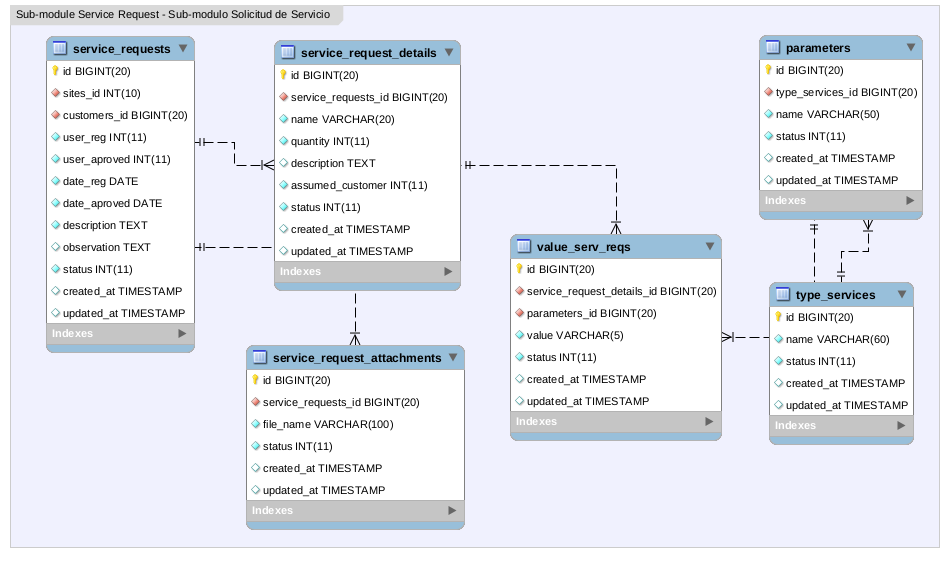 Sub-module Service Request - Sub-modulo Solicitud de Servicio
service_requests
id BIGINT(20)
sites_id INT(10)
customers_id BIGINT(20)
user_reg INT(11)
user_aproved INT(11)
date_reg DATE
date_aproved DATE
description TEXT
observation TEXT
status INT(11)
created_at TIMESTAMP
updated_at TIMESTAMP
Indexes
service_request_details
id BIGINT(20)
service_requests_id BIGINT(20)
name VARCHAR(20)
quantity INT(11)
description TEXT
assumed_customer INT(11)
status INT(11)
created_at TIMESTAMP
updated_at TIMESTAMP
Indexes
service_request_attachments
id BIGINT(20)
service_requests_id BIGINT(20)
file_name VARCHAR(100)
status INT(11)
created_at TIMESTAMP
updated_at TIMESTAMP
Indexes
value_serv_reqs
id BIGINT(20)
service_request_details_id BIGINT(20)
parameters_id BIGINT(20)
value VARCHAR(5)
status INT(11)
created_at TIMESTAMP
updated_at TIMESTAMP
Indexes
parameters
id BIGINT(20)
type_services_id BIGINT(20)
name VARCHAR(50)
status INT(11)
created_at TIMESTAMP
updated_at TIMESTAMP
Indexes
type_services
id BIGINT(20)
name VARCHAR(60)
status INT(11)
created_at TIMESTAMP
updated_at TIMESTAMP
Indexes